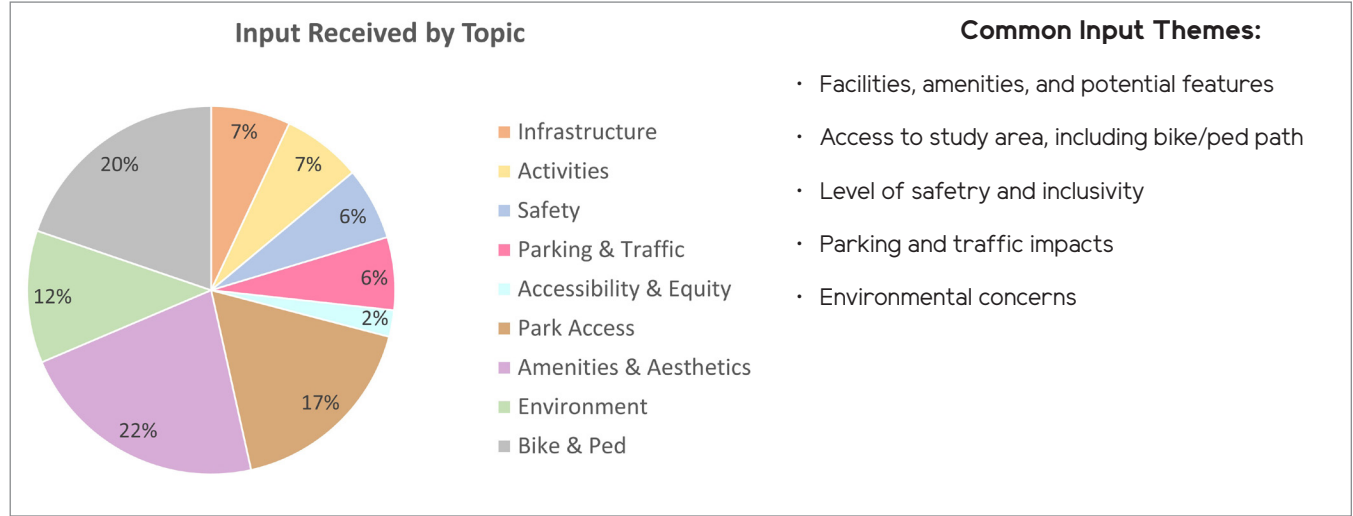 Input Received by Topic
7%
7%
6%
6%
2%
17%
22%
12%
20%
Infrastructure
Activities
Safety
Parking & Traffic
Accessibility & Equity
Park Access
Amenities & Aesthetics
Environment
Bike & Ped
Common Input Themes:
· Facilities, amenities, and potential features
· Access to study area, including bike/ped path
· Level of safetry and inclusivity
· Parking and traffic impacts
· Environmental concerns